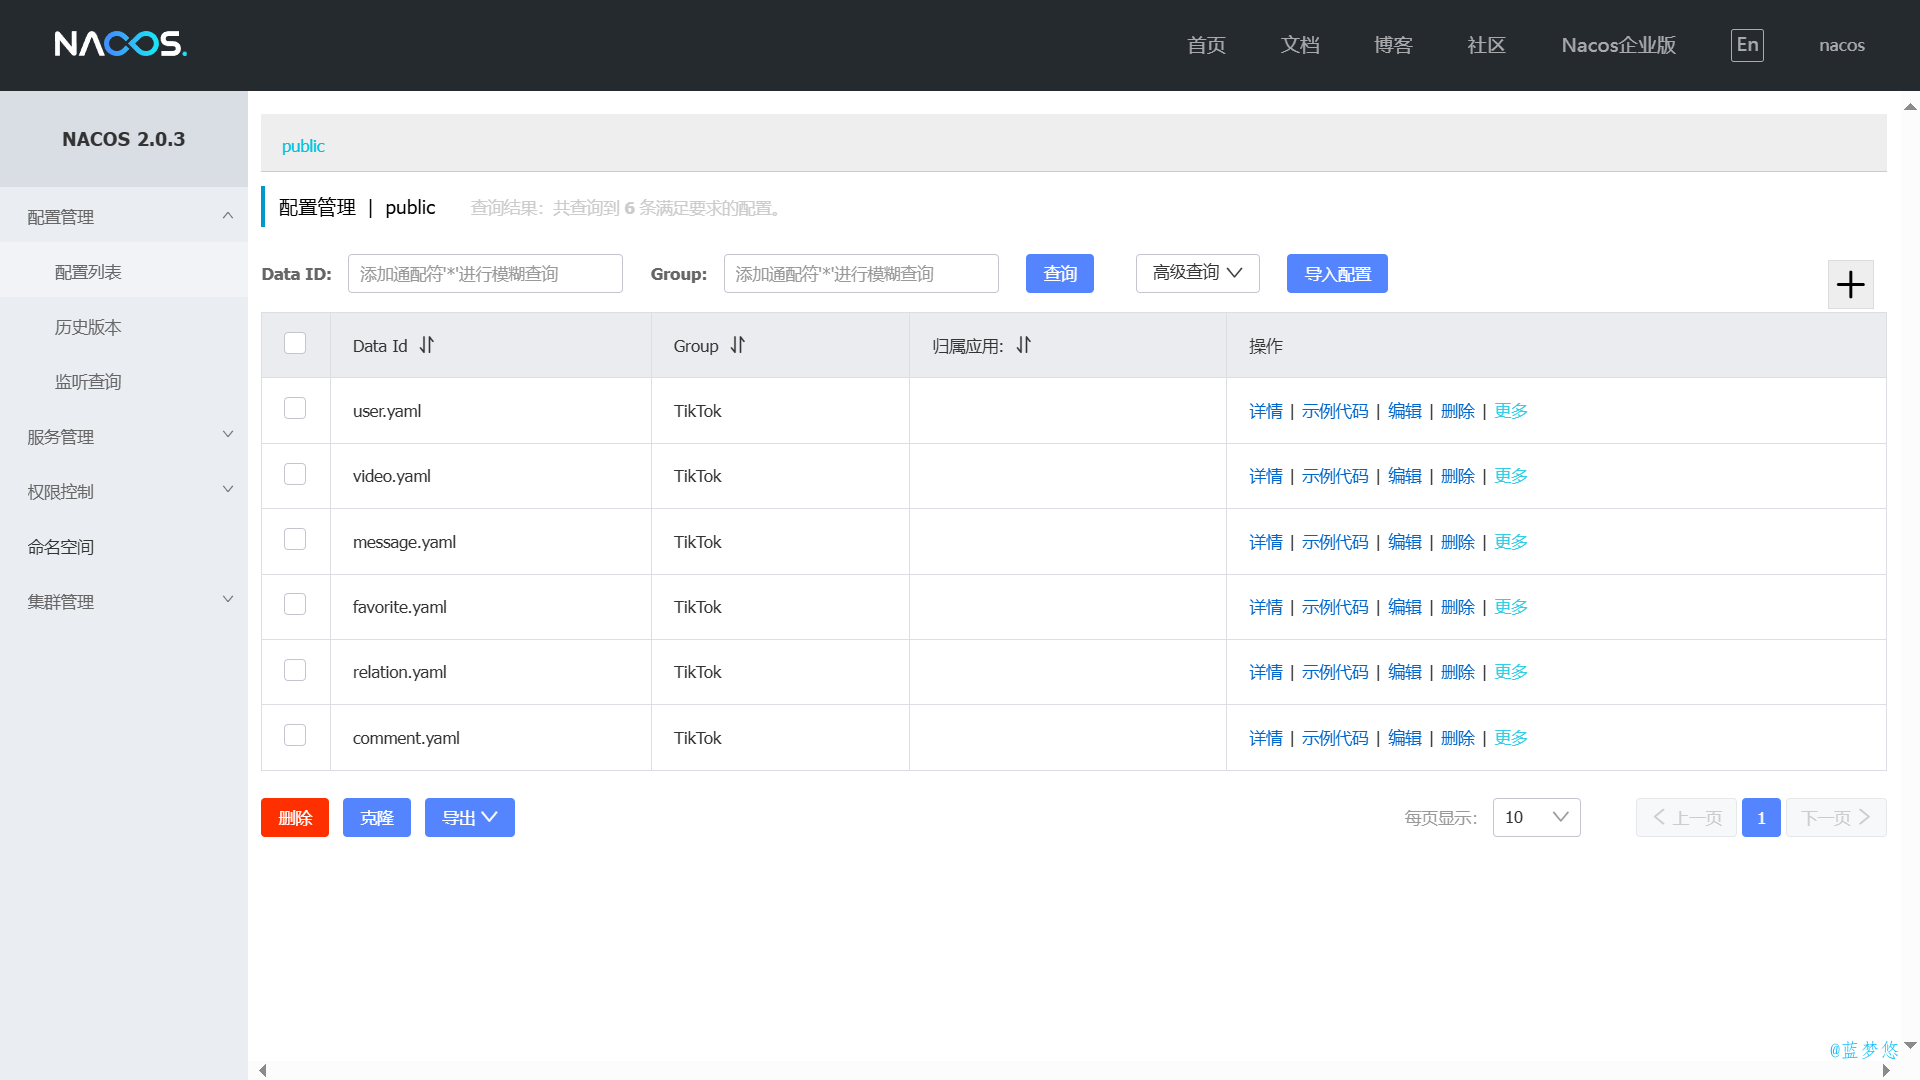 NACOS.
首页 文档 博客 社区 Nacos企业版 En nacos
NACOS 2.0.3
配置管理
配置列表
历史版本
监听查询
服务管理
权限控制
命名空间
集群管理
public
配置管理 | public 查询结果：共查询到 6 条满足要求的配置。
Data ID: 添加通配符'*'进行模糊查询 Group: 添加通配符'*'进行模糊查询 查询 高级查询 导入配置
Data Id Group 归属应用: 操作
user.yaml TikTok 详情 | 示例代码 | 编辑 | 删除 | 更多
video.yaml TikTok 详情 | 示例代码 | 编辑 | 删除 | 更多
message.yaml TikTok 详情 | 示例代码 | 编辑 | 删除 | 更多
favorite.yaml TikTok 详情 | 示例代码 | 编辑 | 删除 | 更多
relation.yaml TikTok 详情 | 示例代码 | 编辑 | 删除 | 更多
comment.yaml TikTok 详情 | 示例代码 | 编辑 | 删除 | 更多
删除 克隆 导出 每页显示: 10 上一页 1 下一页
@蓝梦悠